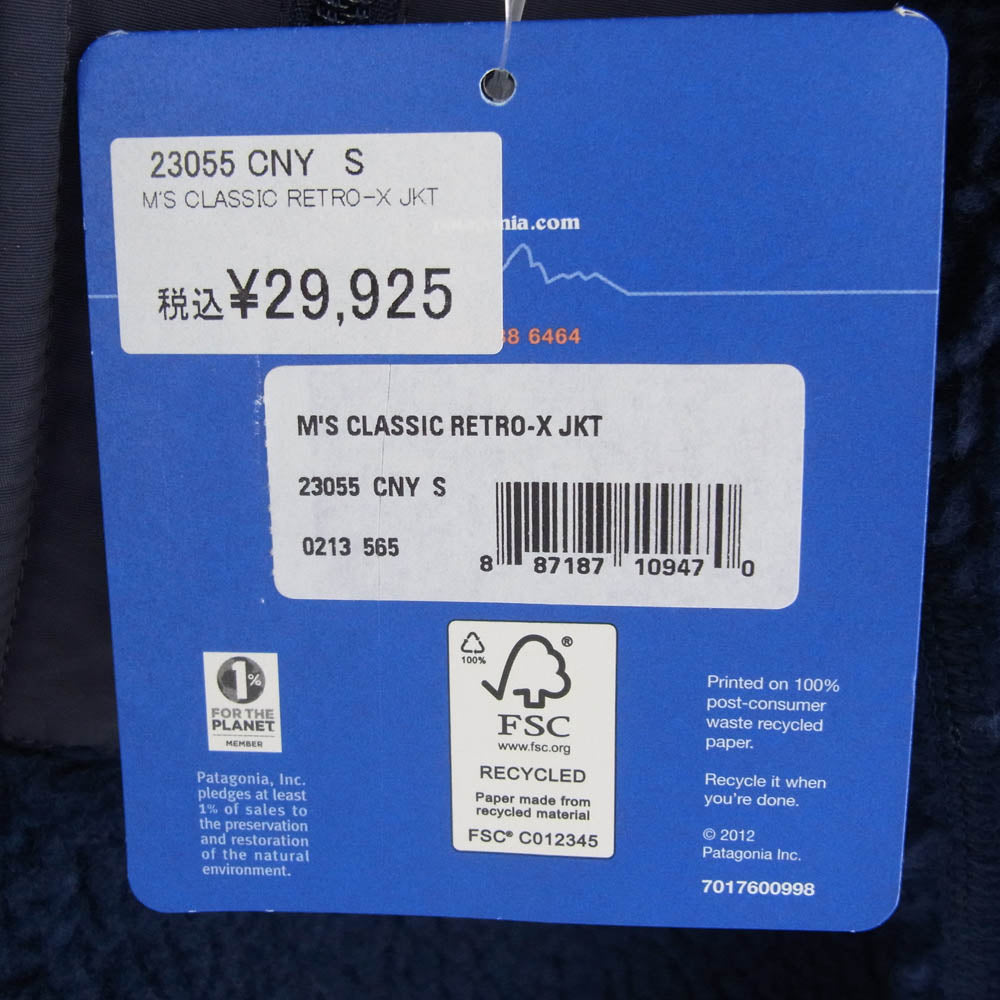 23055 CNY S
M'S CLASSIC RETRO-X JKT
nia.com
税込¥29,925
38 6464
M'S CLASSIC RETRO-X JKT
23055 CNY S
0213 565
8 87187 10947 0
1%
FOR THE
PLANET
MEMBER
Patagonia, Inc.
pledges at least
1% of sales to
the preservation
and restoration
of the natural
environment.
100%
FSC®
www.fsc.org
RECYCLED
Paper made from
recycled material
FSC® C012345
Printed on 100%
post-consumer
waste recycled
paper.
Recycle it when
you're done.
© 2012
Patagonia Inc.
7017600998